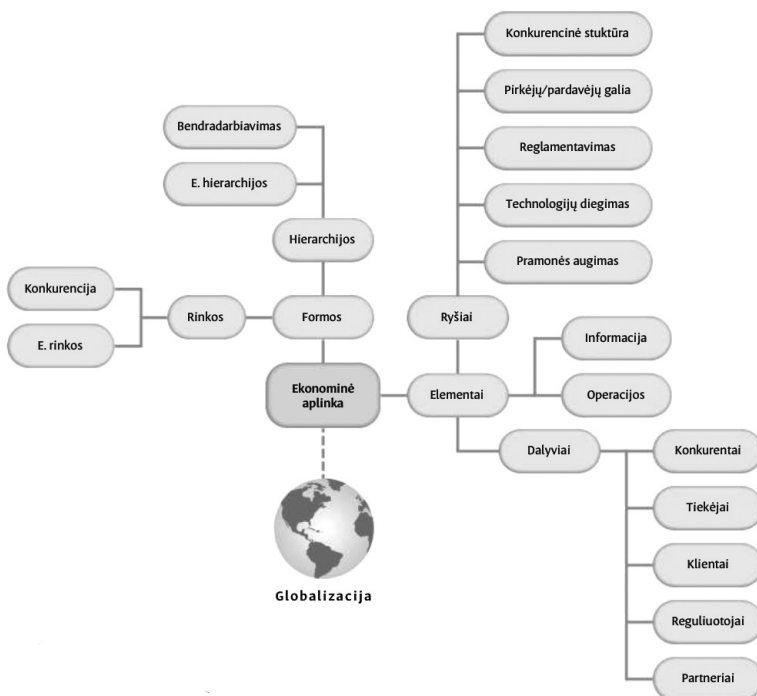 Konkurencinė stuktūra
Pirkėjų/pardavėjų galia
Bendradarbiavimas
Reglamentavimas
E. hierarchijos
Technologijų diegimas
Hierarchijos
Pramonės augimas
Konkurencija
Rinkos
Formos
Ryšiai
Informacija
E. rinkos
Ekonominė
aplinka
Elementai
Operacijos
Dalyviai
Konkurentai
Tiekėjai
Klientai
Globalizacija
Reguliuotojai
Partneriai